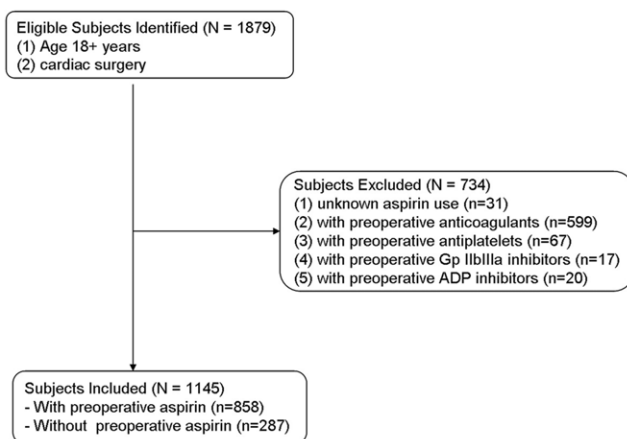 Eligible Subjects Identified (N = 1879)
(1) Age 18+ years
(2) cardiac surgery
Subjects Excluded (N = 734)
(1) unknown aspirin use (n=31)
(2) with preoperative anticoagulants (n=599)
(3) with preoperative antiplatelets (n=67)
(4) with preoperative Gp IIbIIIa inhibitors (n=17)
(5) with preoperative ADP inhibitors (n=20)
Subjects Included (N = 1145)
- With preoperative aspirin (n=858)
- Without preoperative aspirin (n=287)